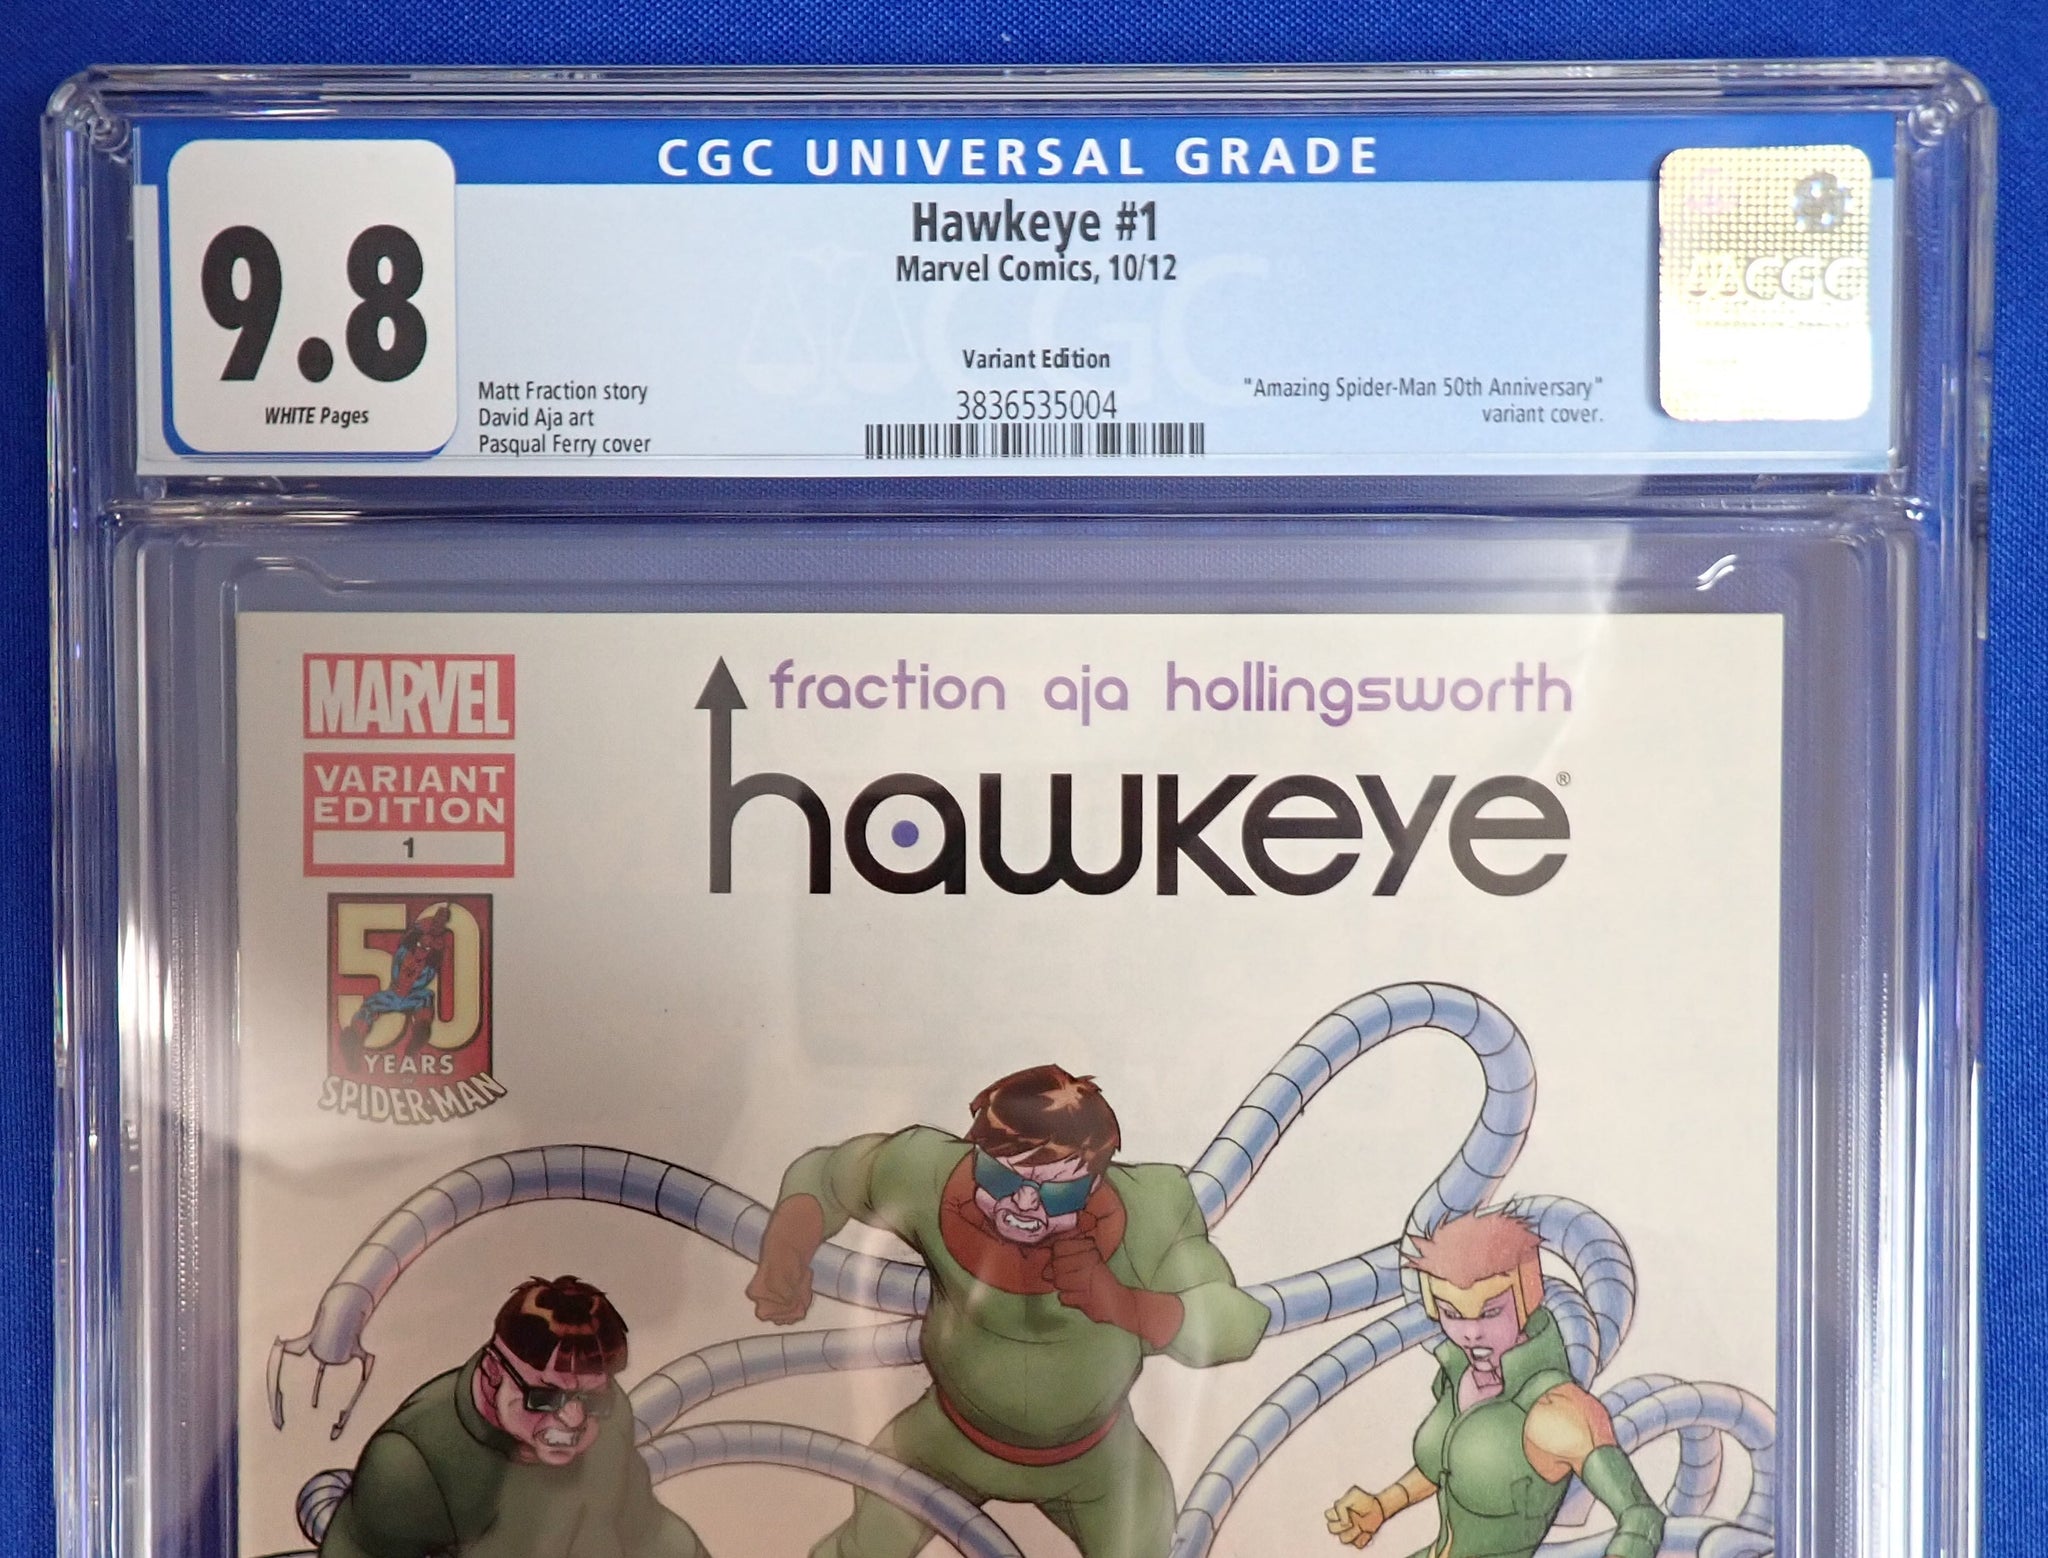 CGC UNIVERSAL GRADE
9.8
WHITE Pages
Hawkeye #1
Marvel Comics, 10/12
Variant Edition
3836535004
Matt Fraction story
David Aja art
Pasqual Ferry cover
"Amazing Spider-Man 50th Anniversary"
variant cover.
CGC
MARVEL
VARIANT
EDITION
1
50
YEARS
OF
SPIDER-MAN
fraction aja hollingsworth
hawkeye®